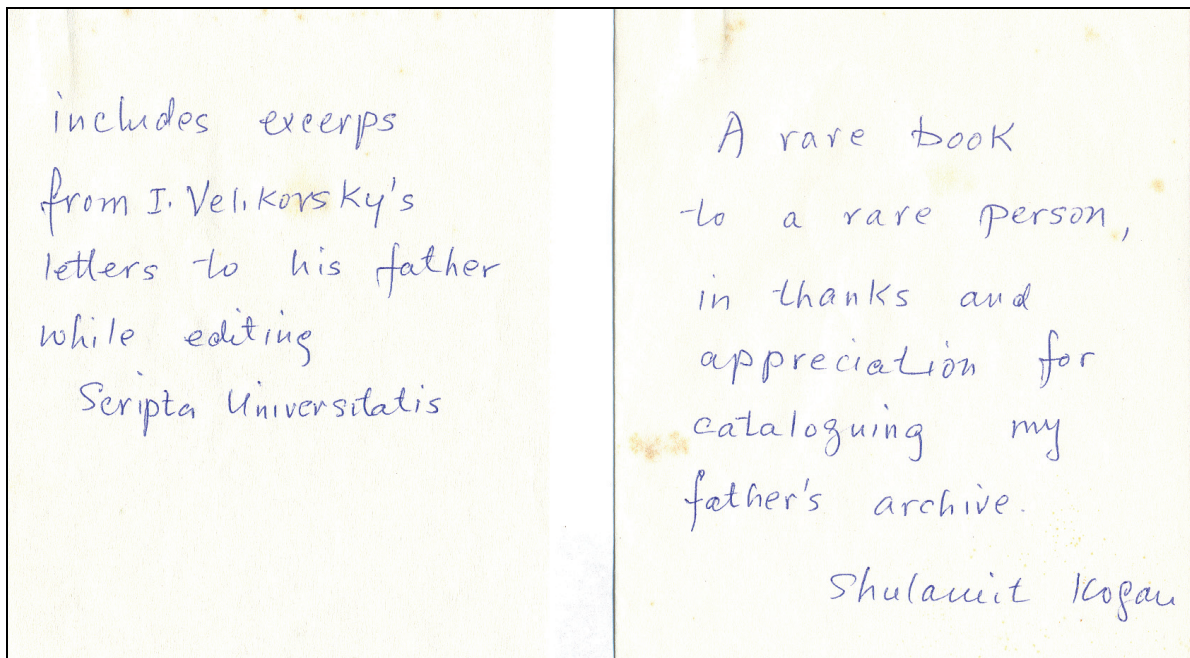 includes excerps
from I. Velikovsky's
letters to his father
while editing
Scripta Universitatis
A rare book
to a rare person,
in thanks and
appreciation for
cataloguing my
father's archive.
Shulamit Kogan